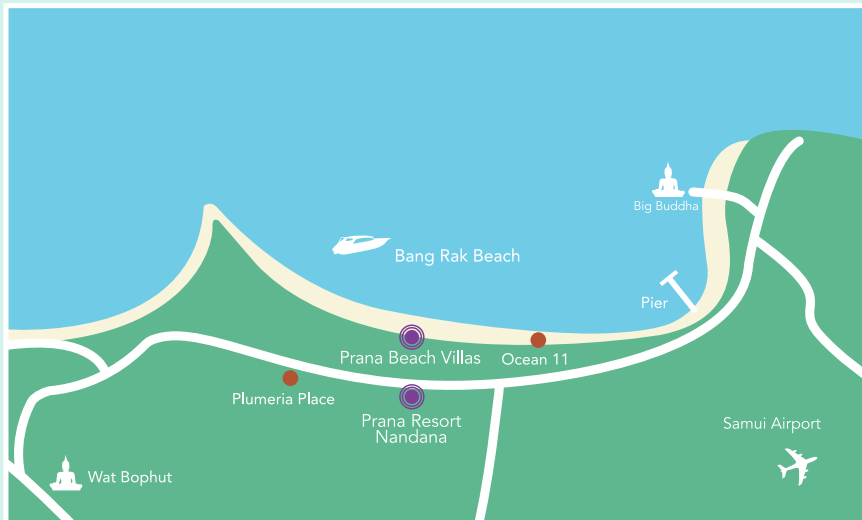 Big Buddha
Bang Rak Beach
Pier
Prana Beach Villas
Ocean 11
Plumeria Place
Prana Resort
Nandana
Samui Airport
Wat Bophut